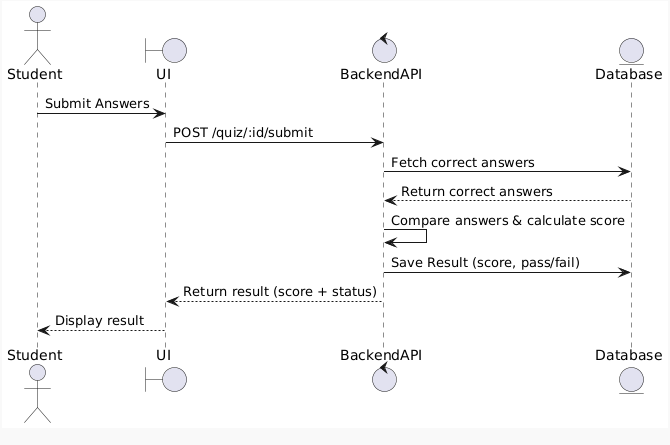 Student
UI
BackendAPI
Database
Submit Answers
POST /quiz/:id/submit
Fetch correct answers
Return correct answers
Compare answers & calculate score
Save Result (score, pass/fail)
Return result (score + status)
Display result
Student
UI
BackendAPI
Database